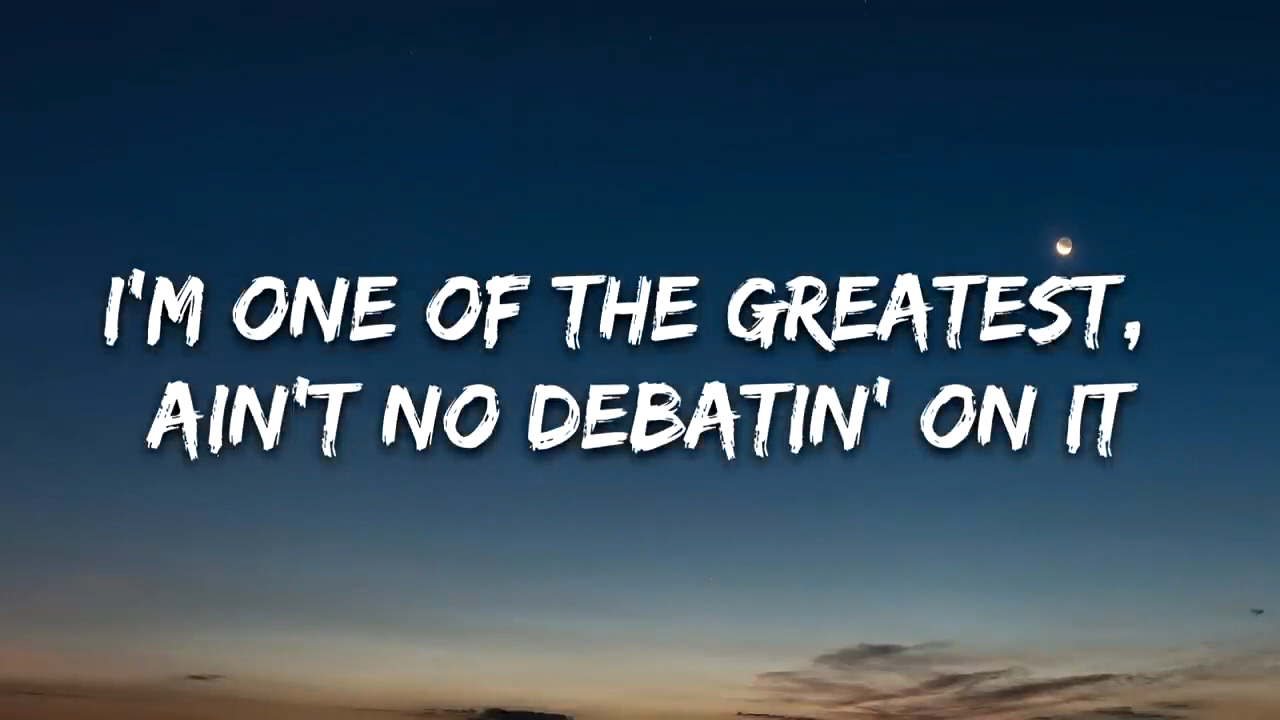 I'M ONE OF THE GREATEST,
AIN'T NO DEBATIN' ON IT